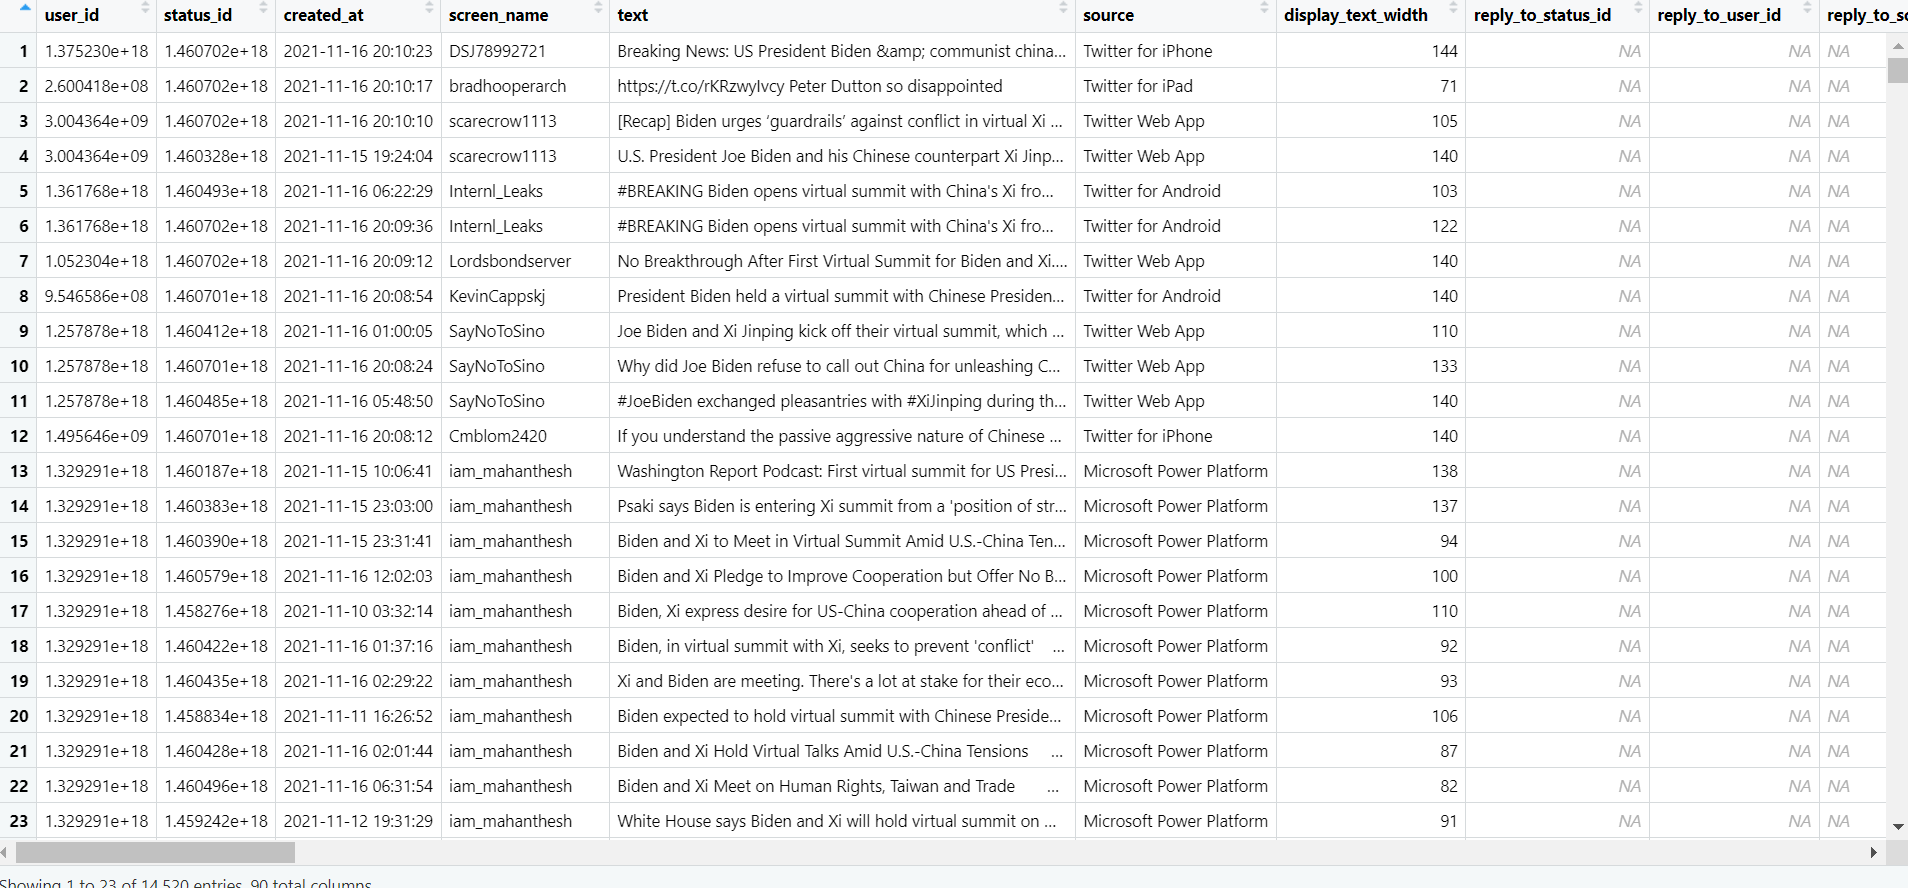 user_id status_id created_at screen_name text source display_text_width reply_to_status_id reply_to_user_id reply_to_sc
1 1.375230e+18 1.460702e+18 2021-11-16 20:10:23 DSJ78992721 Breaking News: US President Biden &amp; communist china... Twitter for iPhone 144 NA NA NA
2 2.600418e+08 1.460702e+18 2021-11-16 20:10:17 bradhooperarch https://t.co/rKRzwyIvcy Peter Dutton so disappointed Twitter for iPad 71 NA NA NA
3 3.004364e+09 1.460702e+18 2021-11-16 20:10:10 scarecrow1113 [Recap] Biden urges ‘guardrails’ against conflict in virtual Xi ... Twitter Web App 105 NA NA NA
4 3.004364e+09 1.460328e+18 2021-11-15 19:24:04 scarecrow1113 U.S. President Joe Biden and his Chinese counterpart Xi Jinp... Twitter Web App 140 NA NA NA
5 1.361768e+18 1.460493e+18 2021-11-16 06:22:29 Internl_Leaks #BREAKING Biden opens virtual summit with China's Xi fro... Twitter for Android 103 NA NA NA
6 1.361768e+18 1.460702e+18 2021-11-16 20:09:36 Internl_Leaks #BREAKING Biden opens virtual summit with China's Xi fro... Twitter for Android 122 NA NA NA
7 1.052304e+18 1.460702e+18 2021-11-16 20:09:12 Lordsbondserver No Breakthrough After First Virtual Summit for Biden and Xi.... Twitter Web App 140 NA NA NA
8 9.546586e+08 1.460701e+18 2021-11-16 20:08:54 KevinCappskj President Biden held a virtual summit with Chinese Presiden... Twitter for Android 140 NA NA NA
9 1.257878e+18 1.460412e+18 2021-11-16 01:00:05 SayNoToSino Joe Biden and Xi Jinping kick off their virtual summit, which ... Twitter Web App 110 NA NA NA
10 1.257878e+18 1.460701e+18 2021-11-16 20:08:24 SayNoToSino Why did Joe Biden refuse to call out China for unleashing C... Twitter Web App 133 NA NA NA
11 1.257878e+18 1.460485e+18 2021-11-16 05:48:50 SayNoToSino #JoeBiden exchanged pleasantries with #XiJinping during th... Twitter Web App 140 NA NA NA
12 1.495646e+09 1.460701e+18 2021-11-16 20:08:12 Cmblom2420 If you understand the passive aggressive nature of Chinese ... Twitter for iPhone 140 NA NA NA
13 1.329291e+18 1.460187e+18 2021-11-15 10:06:41 iam_mahanthesh Washington Report Podcast: First virtual summit for US Presi... Microsoft Power Platform 138 NA NA NA
14 1.329291e+18 1.460383e+18 2021-11-15 23:03:00 iam_mahanthesh Psaki says Biden is entering Xi summit from a 'position of str... Microsoft Power Platform 137 NA NA NA
15 1.329291e+18 1.460390e+18 2021-11-15 23:31:41 iam_mahanthesh Biden and Xi to Meet in Virtual Summit Amid U.S.-China Ten... Microsoft Power Platform 94 NA NA NA
16 1.329291e+18 1.460579e+18 2021-11-16 12:02:03 iam_mahanthesh Biden and Xi Pledge to Improve Cooperation but Offer No B... Microsoft Power Platform 100 NA NA NA
17 1.329291e+18 1.458276e+18 2021-11-10 03:32:14 iam_mahanthesh Biden, Xi express desire for US-China cooperation ahead of ... Microsoft Power Platform 110 NA NA NA
18 1.329291e+18 1.460422e+18 2021-11-16 01:37:16 iam_mahanthesh Biden, in virtual summit with Xi, seeks to prevent 'conflict' ... Microsoft Power Platform 92 NA NA NA
19 1.329291e+18 1.460435e+18 2021-11-16 02:29:22 iam_mahanthesh Xi and Biden are meeting. There's a lot at stake for their eco... Microsoft Power Platform 93 NA NA NA
20 1.329291e+18 1.458834e+18 2021-11-11 16:26:52 iam_mahanthesh Biden expected to hold virtual summit with Chinese Preside... Microsoft Power Platform 106 NA NA NA
21 1.329291e+18 1.460428e+18 2021-11-16 02:01:44 iam_mahanthesh Biden and Xi Hold Virtual Talks Amid U.S.-China Tensions ... Microsoft Power Platform 87 NA NA NA
22 1.329291e+18 1.460496e+18 2021-11-16 06:31:54 iam_mahanthesh Biden and Xi Meet on Human Rights, Taiwan and Trade ... Microsoft Power Platform 82 NA NA NA
23 1.329291e+18 1.459242e+18 2021-11-12 19:31:29 iam_mahanthesh White House says Biden and Xi will hold virtual summit on ... Microsoft Power Platform 91 NA NA NA
Showing 1 to 23 of 14,520 entries, 90 total columns